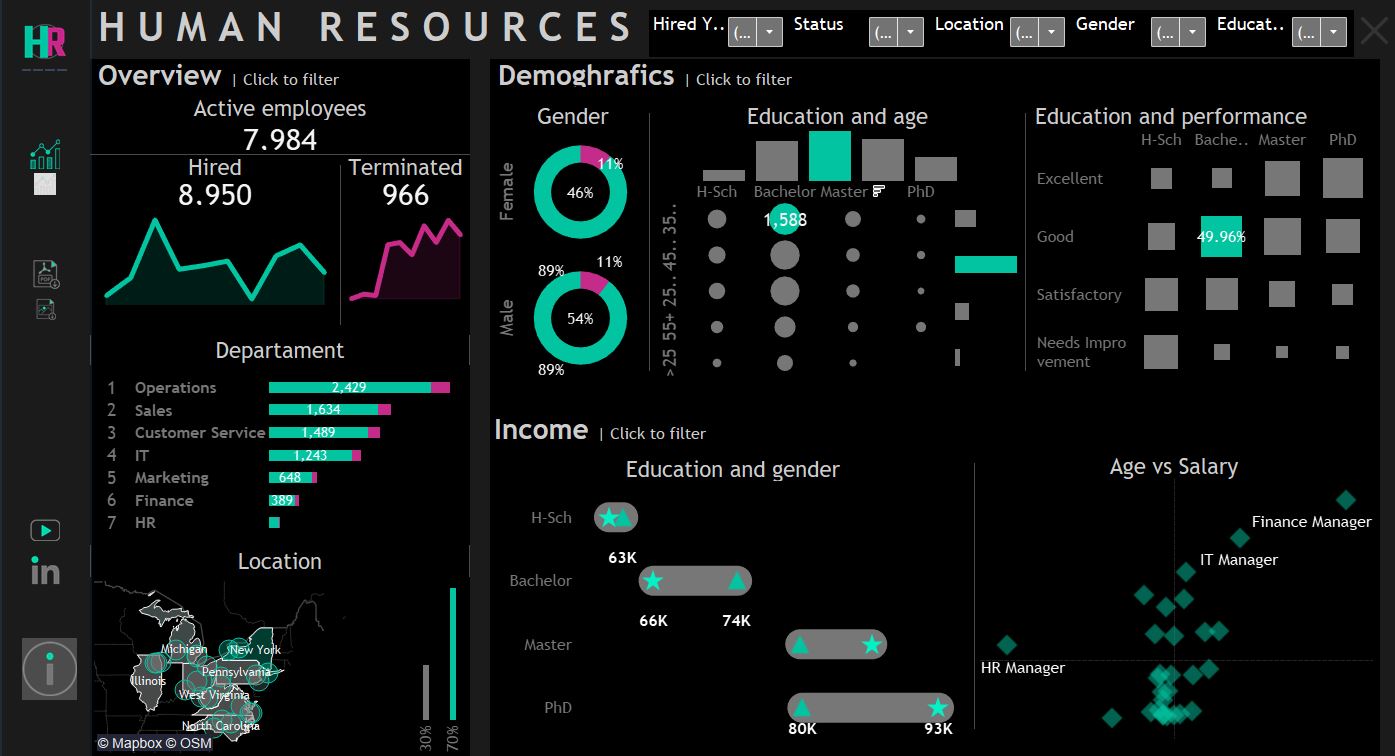 HR
HUMAN RESOURCES
Hired Y..
(...
Status
(...
Location
(...
Gender
(...
Educat..
(...
Overview | Click to filter
Active employees
7.984
Hired
8.950
Terminated
966
Departament
1 Operations 2,429
2 Sales 1,634
3 Customer Service 1,489
4 IT 1,243
5 Marketing 648
6 Finance 389
7 HR
Location
Michigan
New York
Illinois
Pennsylvania
West Virginia
North Carolina
30%
70%
© Mapbox © OSM
PDF
in
i
Demoghrafics | Click to filter
Gender
Female
11%
46%
89%
Male
11%
54%
89%
Education and age
H-Sch Bachelor Master PhD
1,588
>25 55+ 25.. 45.. 35..
Education and performance
H-Sch Bache.. Master PhD
Excellent
Good
49.96%
Satisfactory
Needs Impro
vement
Income | Click to filter
Education and gender
H-Sch
63K
Bachelor
66K 74K
Master
PhD
80K 93K
Age vs Salary
Finance Manager
IT Manager
HR Manager